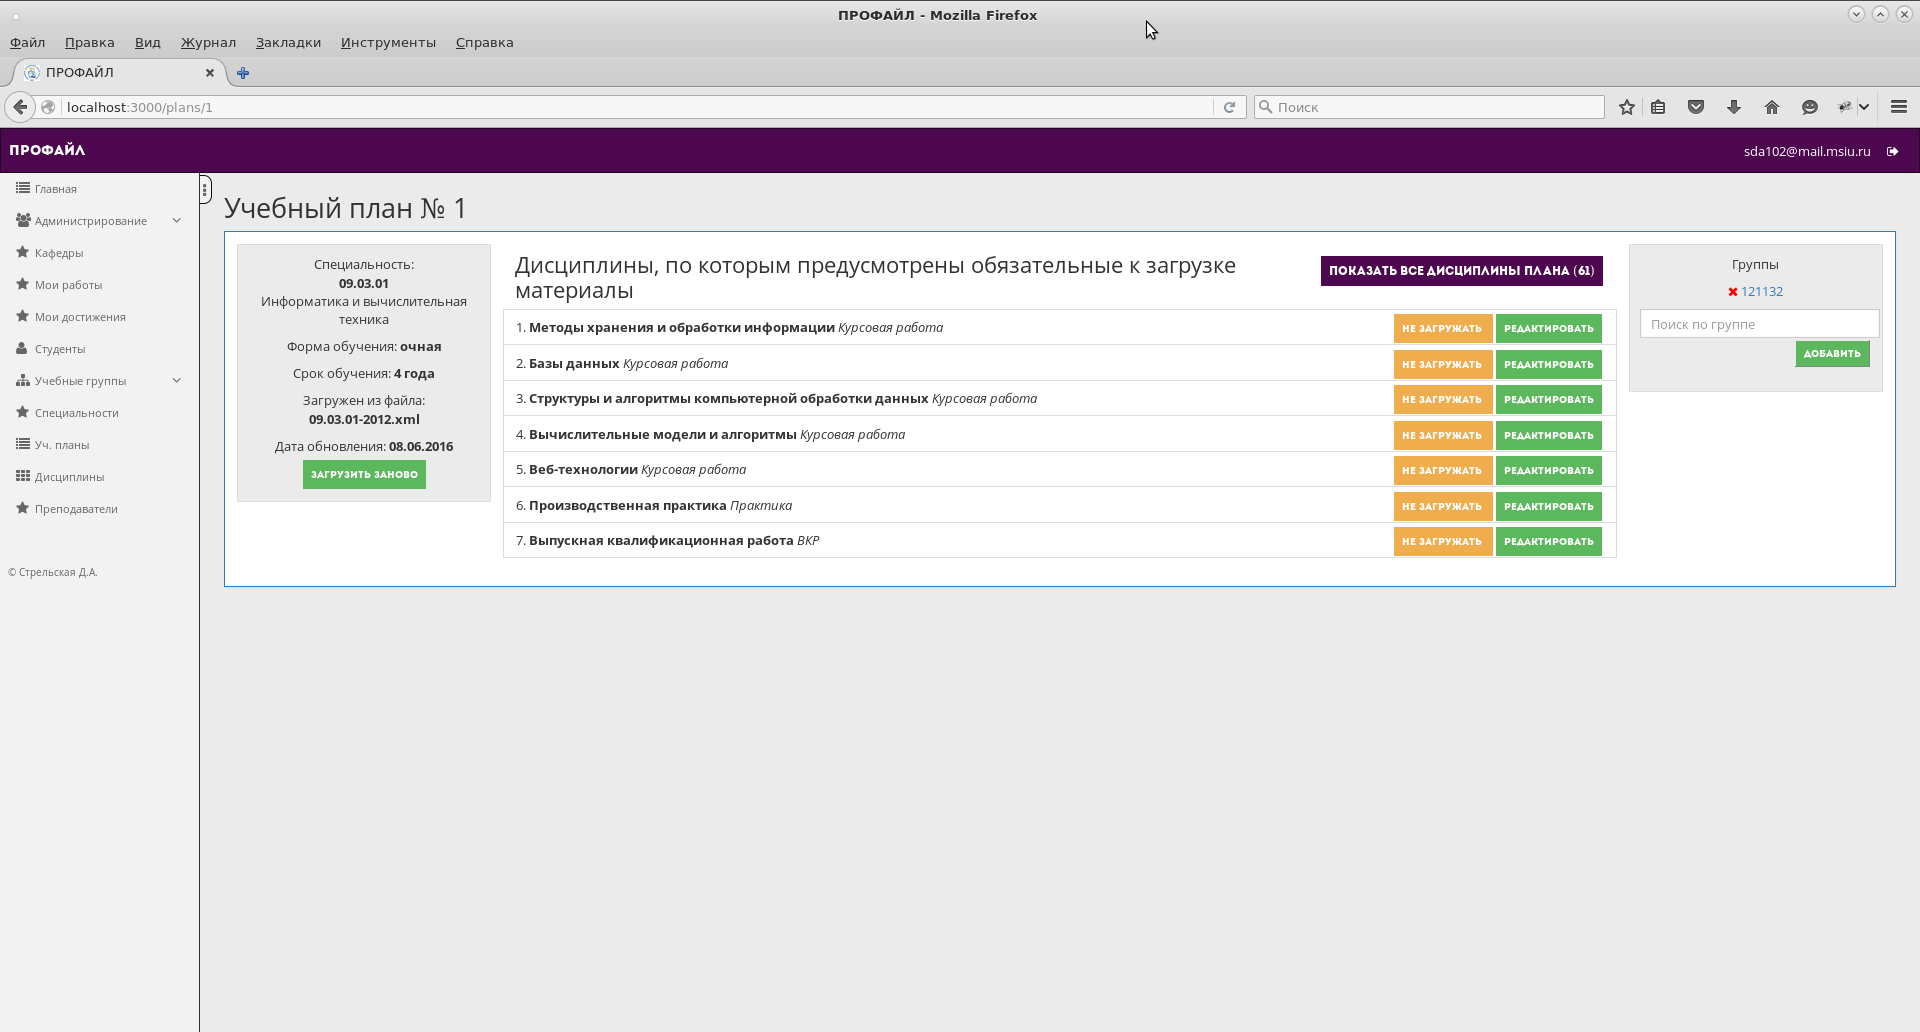 ПРОФАЙЛ - Mozilla Firefox
Файл Правка Вид Журнал Закладки Инструменты Справка
ПРОФАЙЛ
localhost:3000/plans/1
Поиск
ПРОФАЙЛ
sda102@mail.msiu.ru
Главная
Администрирование
Кафедры
Мои работы
Мои достижения
Студенты
Учебные группы
Специальности
Уч. планы
Дисциплины
Преподаватели
© Стрельская Д.А.
Учебный план № 1
Специальность:
09.03.01
Информатика и вычислительная
техника
Форма обучения: очная
Срок обучения: 4 года
Загружен из файла:
09.03.01-2012.xml
Дата обновления: 08.06.2016
ЗАГРУЗИТЬ ЗАНОВО
Дисциплины, по которым предусмотрены обязательные к загрузке
материалы
ПОКАЗАТЬ ВСЕ ДИСЦИПЛИНЫ ПЛАНА (61)
1. Методы хранения и обработки информации Курсовая работа НЕ ЗАГРУЖАТЬ РЕДАКТИРОВАТЬ
2. Базы данных Курсовая работа НЕ ЗАГРУЖАТЬ РЕДАКТИРОВАТЬ
3. Структуры и алгоритмы компьютерной обработки данных Курсовая работа НЕ ЗАГРУЖАТЬ РЕДАКТИРОВАТЬ
4. Вычислительные модели и алгоритмы Курсовая работа НЕ ЗАГРУЖАТЬ РЕДАКТИРОВАТЬ
5. Веб-технологии Курсовая работа НЕ ЗАГРУЖАТЬ РЕДАКТИРОВАТЬ
6. Производственная практика Практика НЕ ЗАГРУЖАТЬ РЕДАКТИРОВАТЬ
7. Выпускная квалификационная работа ВКР НЕ ЗАГРУЖАТЬ РЕДАКТИРОВАТЬ
Группы
121132
Поиск по группе
ДОБАВИТЬ